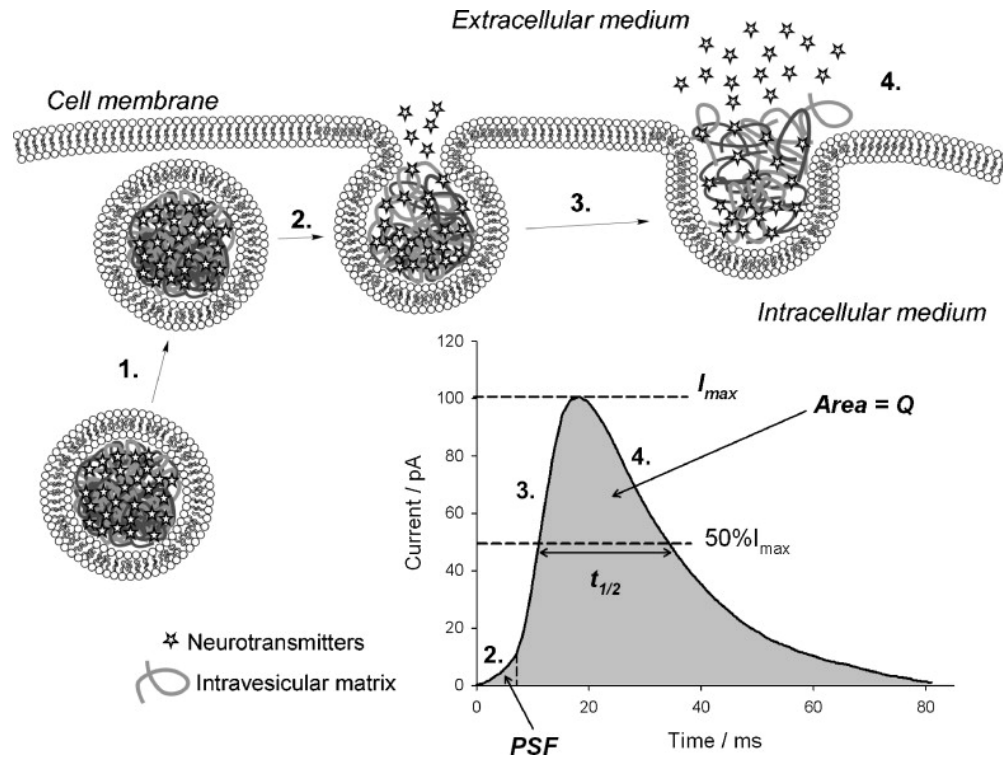 Extracellular medium
4.
Cell membrane
2.
3.
1.
Intracellular medium
Neurotransmitters
Intravesicular matrix
120
100
80
60
40
20
0
Current / pA
I_max
Area = Q
3.
4.
50%I_max
t_1/2
2.
PSF
0
20
40
60
80
Time / ms